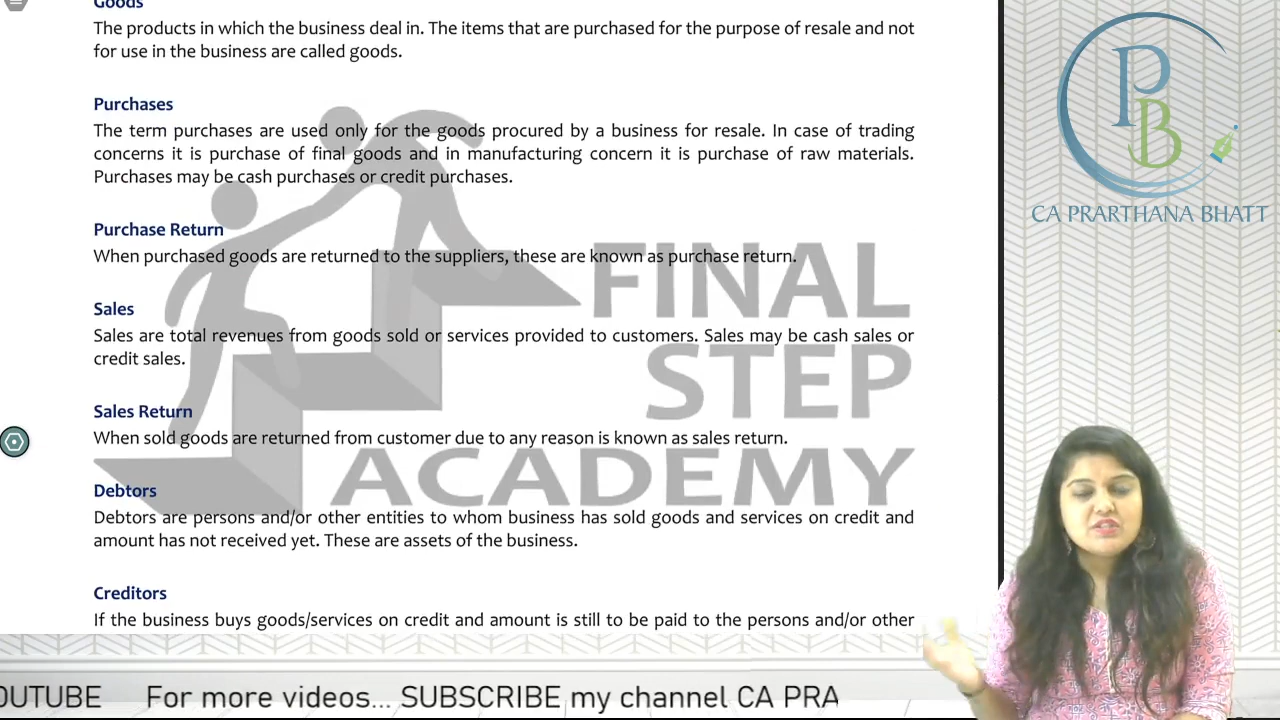 Goods
The products in which the business deal in. The items that are purchased for the purpose of resale and not
for use in the business are called goods.
Purchases
The term purchases are used only for the goods procured by a business for resale. In case of trading
concerns it is purchase of final goods and in manufacturing concern it is purchase of raw materials.
Purchases may be cash purchases or credit purchases.
Purchase Return
When purchased goods are returned to the suppliers, these are known as purchase return.
Sales
Sales are total revenues from goods sold or services provided to customers. Sales may be cash sales or
credit sales.
Sales Return
When sold goods are returned from customer due to any reason is known as sales return.
Debtors
Debtors are persons and/or other entities to whom business has sold goods and services on credit and
amount has not received yet. These are assets of the business.
Creditors
If the business buys goods/services on credit and amount is still to be paid to the persons and/or other
FINAL
STEP
ACADEMY
PB
CA PRARTHANA BHATT
OUTUBE For more videos... SUBSCRIBE my channel CA PRA